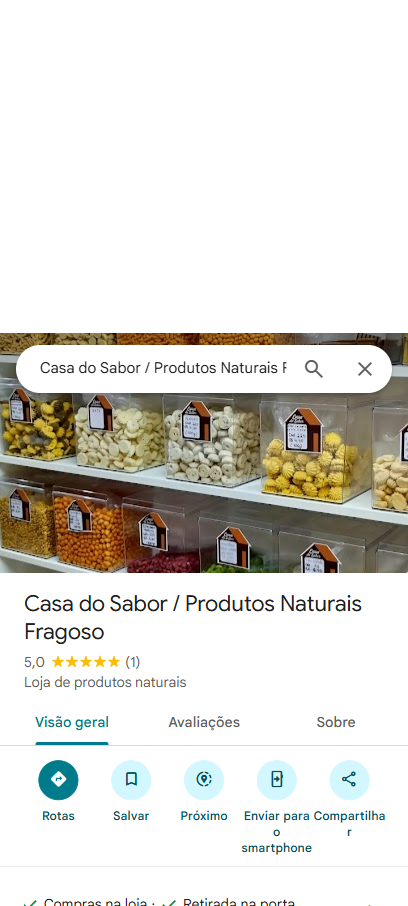 Casa do Sabor / Produtos Naturais F
Casa do Sabor / Produtos Naturais
Fragoso
5,0 ★★★★★ (1)
Loja de produtos naturais
Visão geral
Avaliações
Sobre
Rotas
Salvar
Próximo
Enviar para
o
smartphone
Compartilha
r
Compras na loja · ✓ Retirada na porta